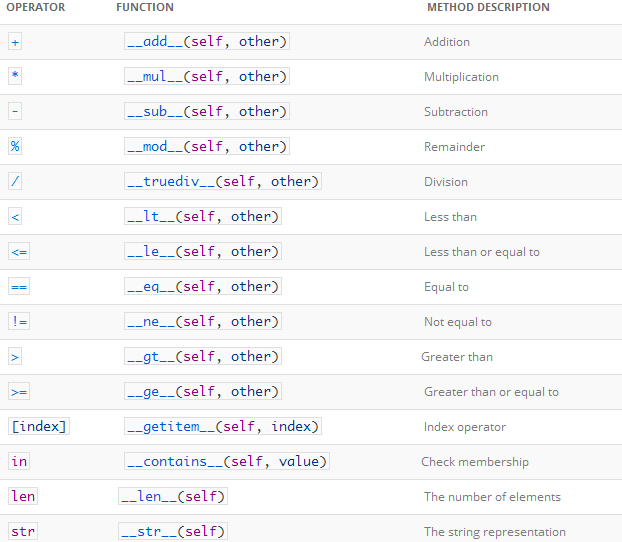 OPERATOR FUNCTION METHOD DESCRIPTION
+ __add__(self, other) Addition
* __mul__(self, other) Multiplication
- __sub__(self, other) Subtraction
% __mod__(self, other) Remainder
/ __truediv__(self, other) Division
< __lt__(self, other) Less than
<= __le__(self, other) Less than or equal to
== __eq__(self, other) Equal to
!= __ne__(self, other) Not equal to
> __gt__(self, other) Greater than
>= __ge__(self, other) Greater than or equal to
[index] __getitem__(self, index) Index operator
in __contains__(self, value) Check membership
len __len__(self) The number of elements
str __str__(self) The string representation